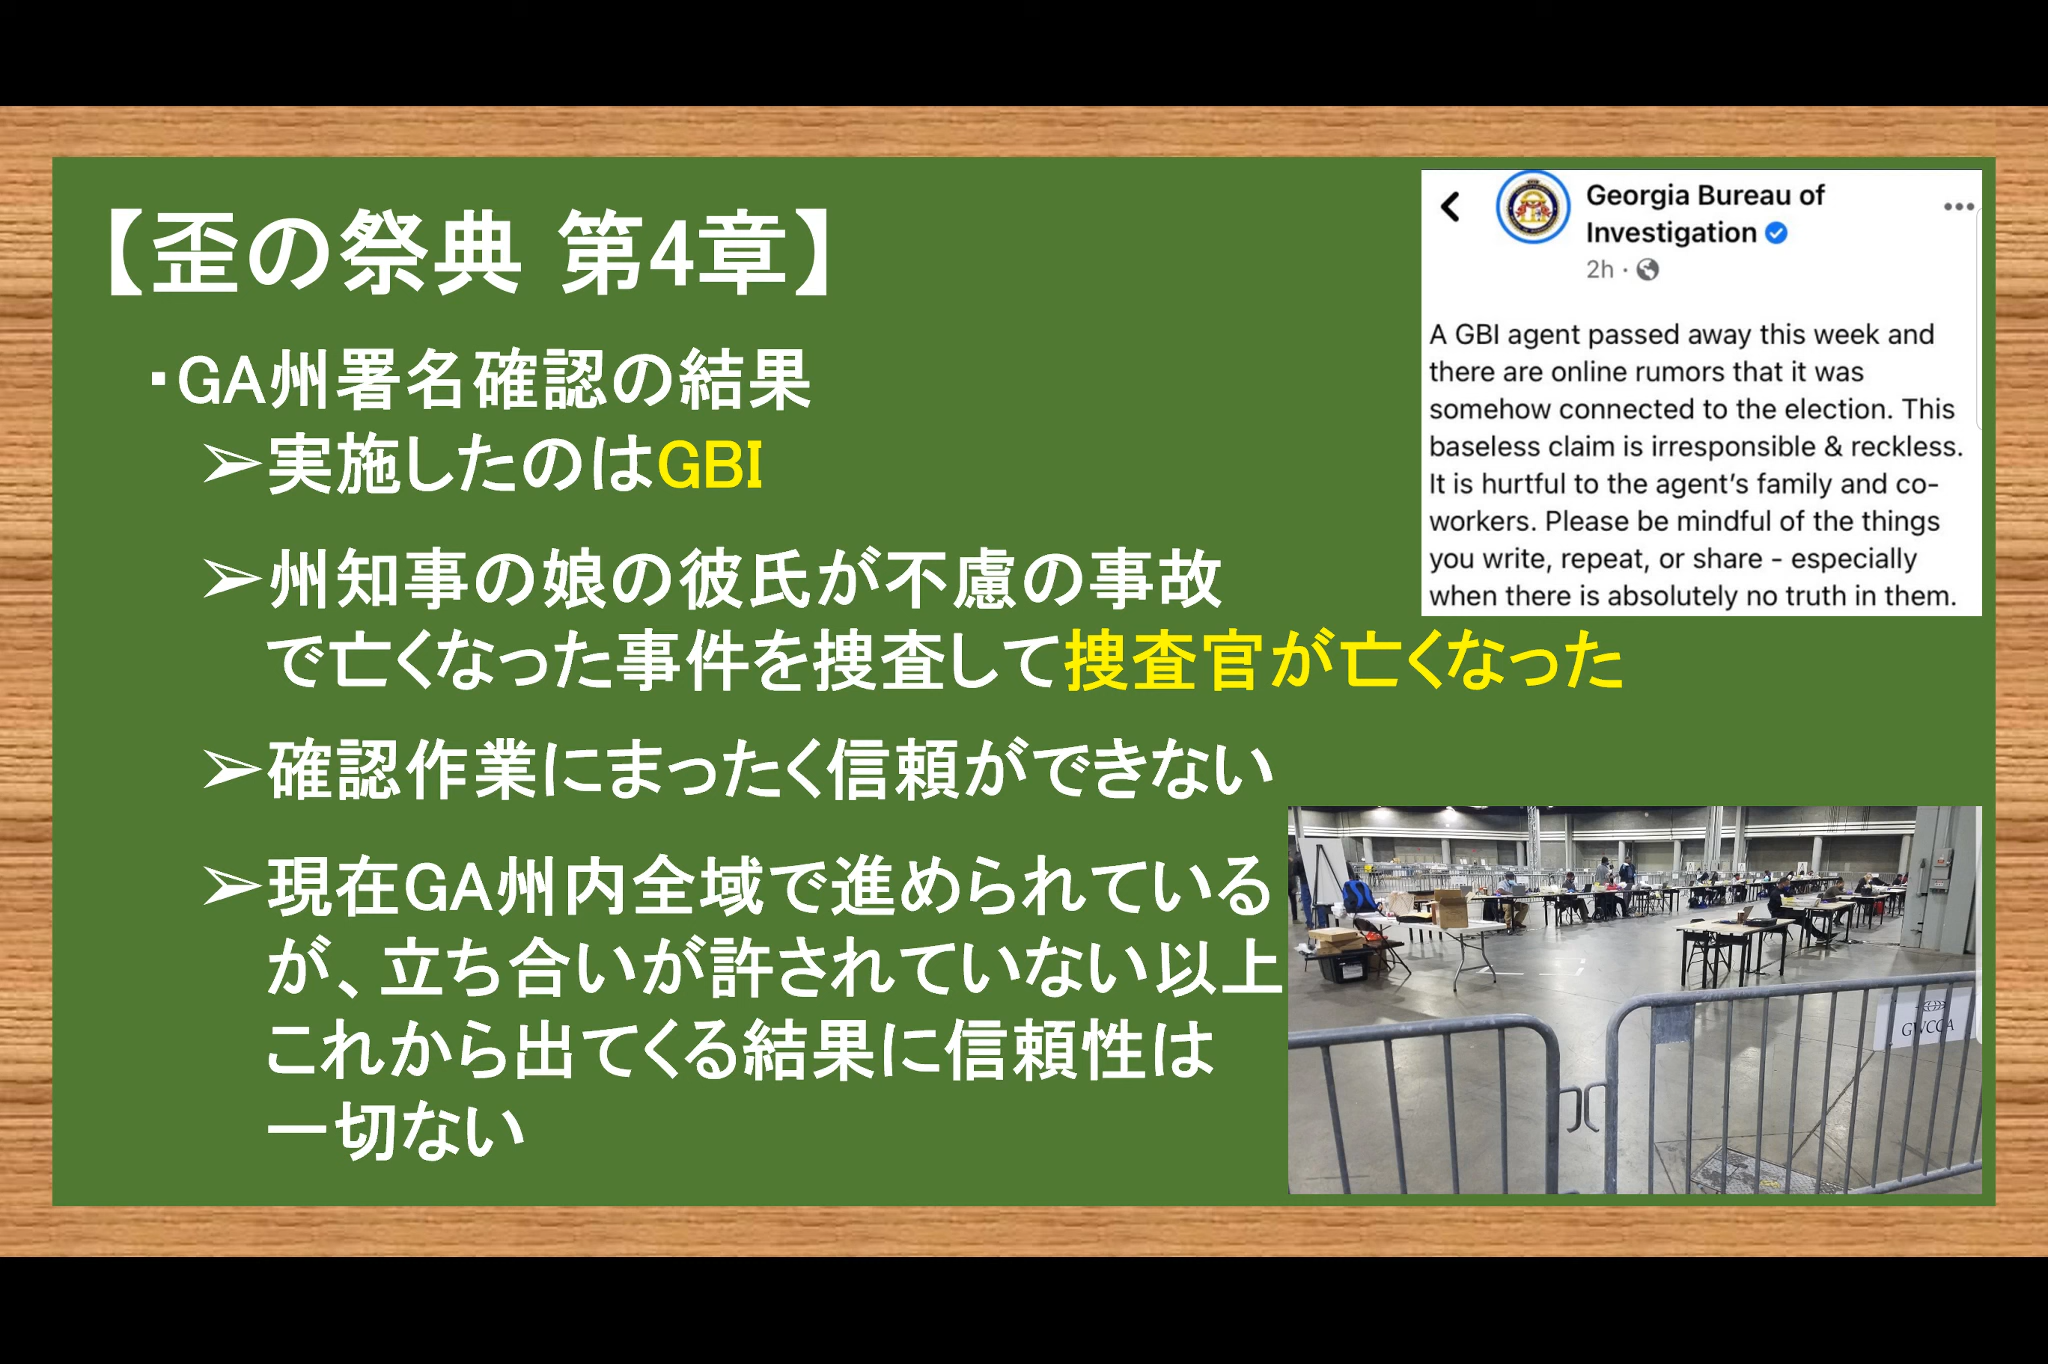 【歪の祭典 第4章】
・GA州署名確認の結果
➢実施したのはGBI
➢州知事の娘の彼氏が不慮の事故
で亡くなった事件を捜査して捜査官が亡くなった
➢確認作業にまったく信頼ができない
➢現在GA州内全域で進められている
が、立ち合いが許されていない以上
これから出てくる結果に信頼性は
一切ない
Georgia Bureau of
Investigation
2h ·
A GBI agent passed away this week and
there are online rumors that it was
somehow connected to the election. This
baseless claim is irresponsible & reckless.
It is hurtful to the agent’s family and co-
workers. Please be mindful of the things
you write, repeat, or share - especially
when there is absolutely no truth in them.
GWCCA